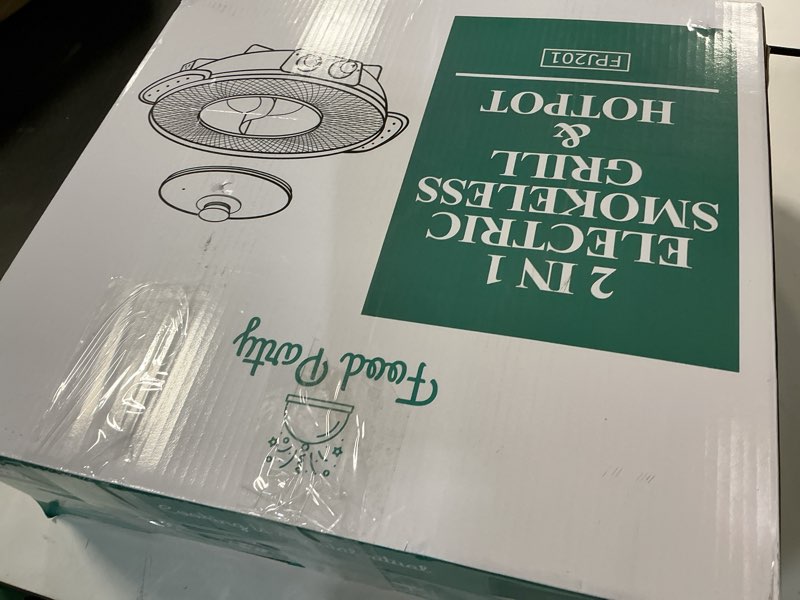 Food Party
2 IN 1
ELECTRIC
SMOKELESS
GRILL
&
HOTPOT
FPJ201